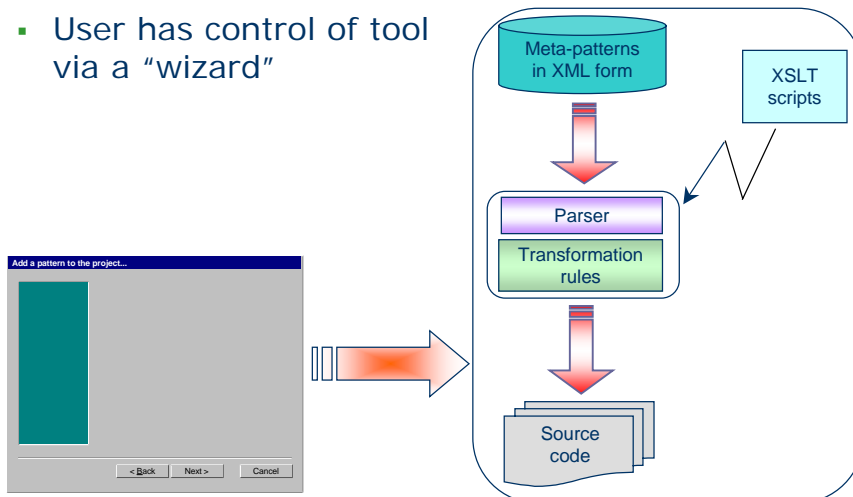 ▪ User has control of tool
via a “wizard”
Meta-patterns
in XML form
XSLT
scripts
Parser
Transformation
rules
Add a pattern to the project...
< Back Next > Cancel
Source
code